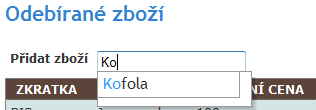 Odebírané zboží
Přidat zboží Ko
Kofola
ZKRATKA NÍ CENA